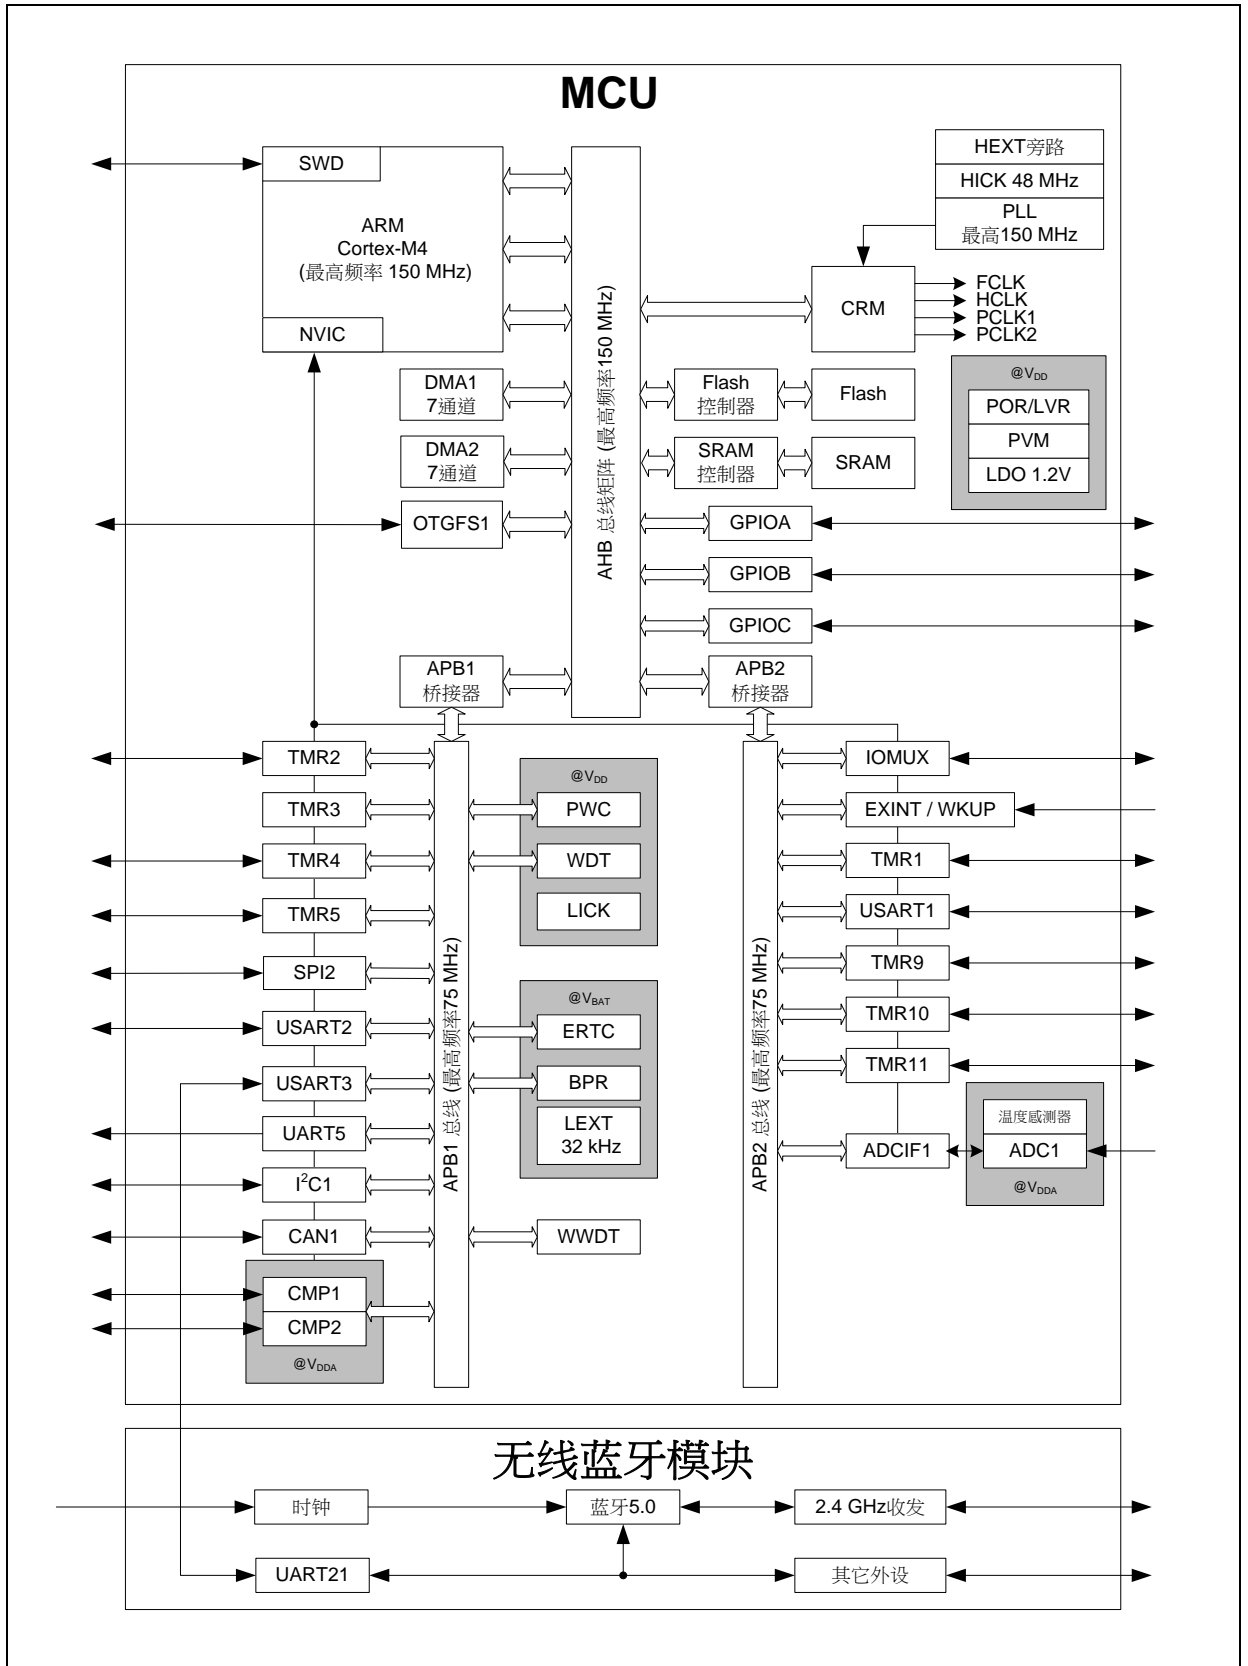 MCU
SWD
ARM
Cortex-M4
(最高频率 150 MHz)
NVIC
HEXT旁路
HICK 48 MHz
PLL
最高150 MHz
CRM
FCLK
HCLK
PCLK1
PCLK2
AHB 总线矩阵 (最高频率150 MHz)
DMA1
7通道
DMA2
7通道
OTGFS1
Flash
控制器
Flash
SRAM
控制器
SRAM
@VDD
POR/LVR
PVM
LDO 1.2V
GPIOA
GPIOB
GPIOC
APB1
桥接器
APB2
桥接器
TMR2
TMR3
TMR4
TMR5
SPI2
USART2
USART3
UART5
I²C1
CAN1
CMP1
CMP2
@VDDA
APB1 总线 (最高频率75 MHz)
@VDD
PWC
WDT
LICK
@VBAT
ERTC
BPR
LEXT
32 kHz
WWDT
APB2 总线 (最高频率75 MHz)
IOMUX
EXINT / WKUP
TMR1
USART1
TMR9
TMR10
TMR11
ADCIF1
温度感测器
ADC1
@VDDA
无线蓝牙模块
时钟
蓝牙5.0
2.4 GHz收发
UART21
其它外设